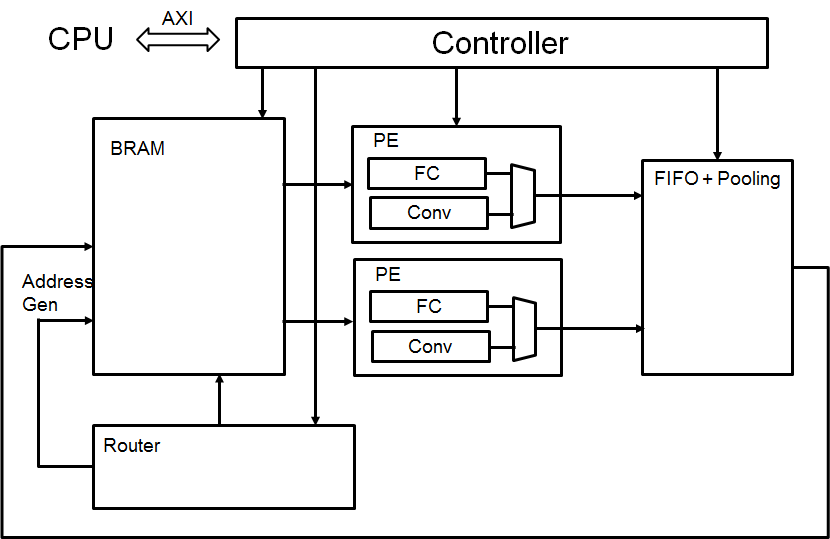 AXI
CPU
Controller
BRAM
PE
FC
Conv
FIFO + Pooling
Address
Gen
PE
FC
Conv
Router